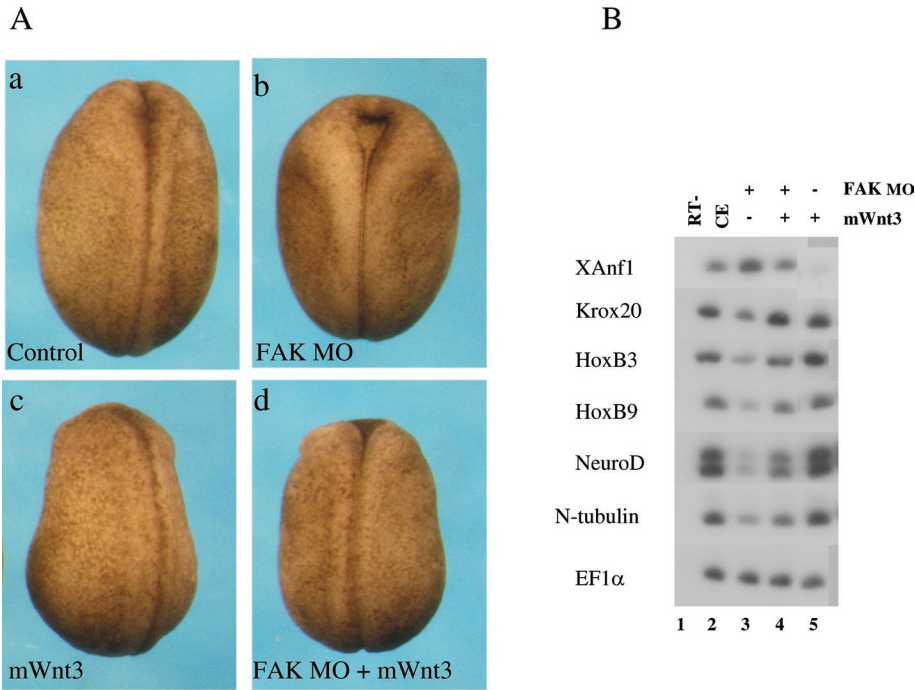 A
B
a
b
Control
FAK MO
c
d
mWnt3
FAK MO + mWnt3
RT-
CE
+ + - FAK MO
- + + mWnt3
XAnf1
Krox20
HoxB3
HoxB9
NeuroD
N-tubulin
EF1α
1 2 3 4 5